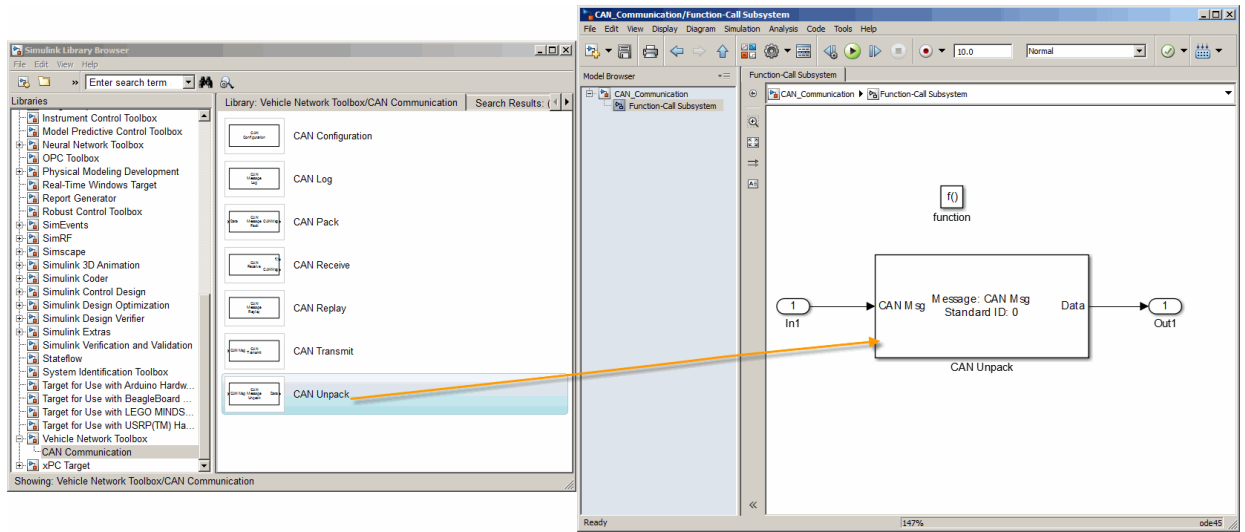 Simulink Library Browser
File Edit View Help
» Enter search term
Libraries
Library: Vehicle Network Toolbox/CAN Communication Search Results: (
Instrument Control Toolbox
Model Predictive Control Toolbox
Neural Network Toolbox
OPC Toolbox
Physical Modeling Development
Real-Time Windows Target
Report Generator
Robust Control Toolbox
SimEvents
SimRF
Simscape
Simulink 3D Animation
Simulink Coder
Simulink Control Design
Simulink Design Optimization
Simulink Design Verifier
Simulink Extras
Simulink Verification and Validation
Stateflow
System Identification Toolbox
Target for Use with Arduino Hardw...
Target for Use with BeagleBoard ...
Target for Use with LEGO MINDS...
Target for Use with USRP(TM) Ha...
Vehicle Network Toolbox
CAN Communication
xPC Target
CAN Configuration
CAN Log
CAN Pack
CAN Receive
CAN Replay
CAN Transmit
CAN Unpack
Showing: Vehicle Network Toolbox/CAN Communication
CAN_Communication/Function-Call Subsystem
File Edit View Display Diagram Simulation Analysis Code Tools Help
10.0 Normal
Model Browser
CAN_Communication
Function-Call Subsystem
Function-Call Subsystem
CAN_Communication Function-Call Subsystem
f()
function
1
In1
CAN Msg
Message: CAN Msg
Standard ID: 0
Data
CAN Unpack
1
Out1
Ready 147% ode45